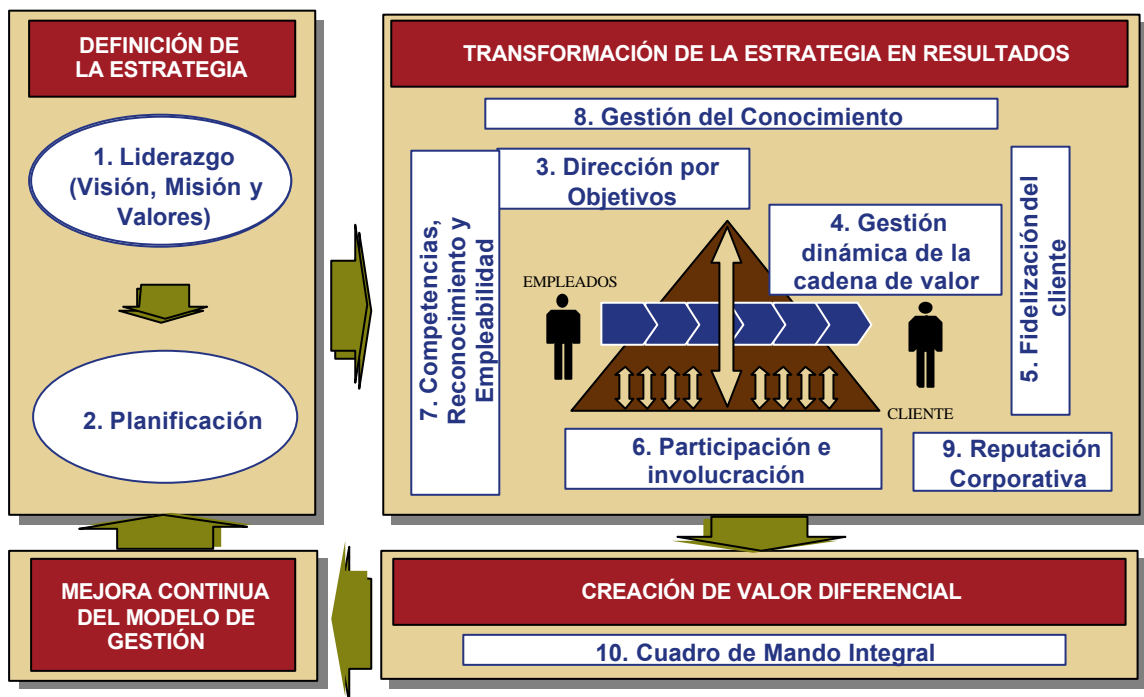 DEFINICIÓN DE
LA ESTRATEGIA
1. Liderazgo
(Visión, Misión y
Valores)
2. Planificación
TRANSFORMACIÓN DE LA ESTRATEGIA EN RESULTADOS
8. Gestión del Conocimiento
7. Competencias,
Reconocimiento y
Empleabilidad
3. Dirección por
Objetivos
4. Gestión
dinámica de la
cadena de valor
5. Fidelización del
cliente
EMPLEADOS
CLIENTE
6. Participación e
involucración
9. Reputación
Corporativa
MEJORA CONTINUA
DEL MODELO DE
GESTIÓN
CREACIÓN DE VALOR DIFERENCIAL
10. Cuadro de Mando Integral